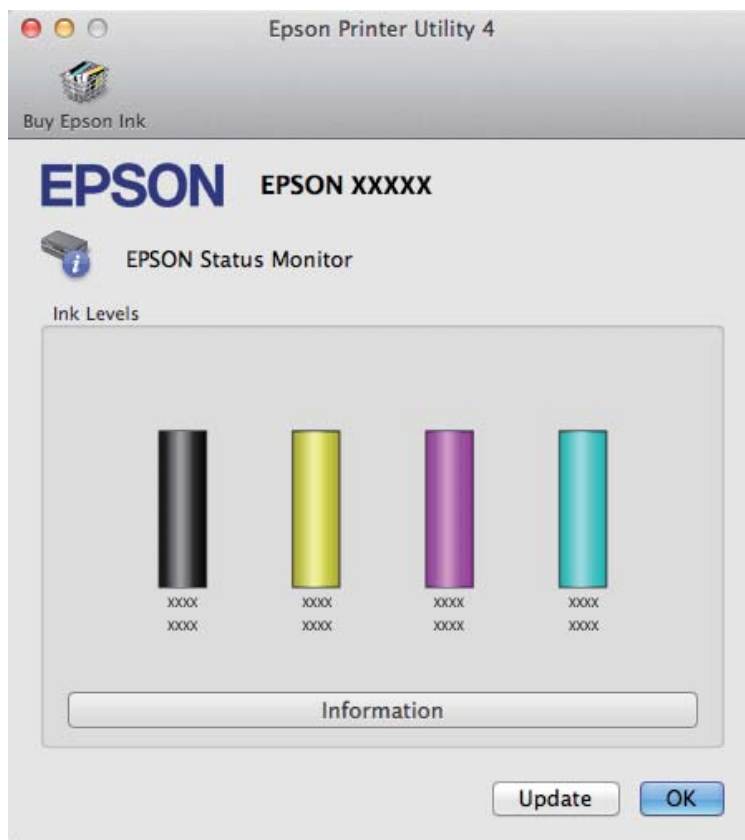 Epson Printer Utility 4
Buy Epson Ink
EPSON EPSON XXXXX
EPSON Status Monitor
Ink Levels
XXXX XXXX XXXX XXXX
XXXX XXXX XXXX XXXX
Information
Update OK